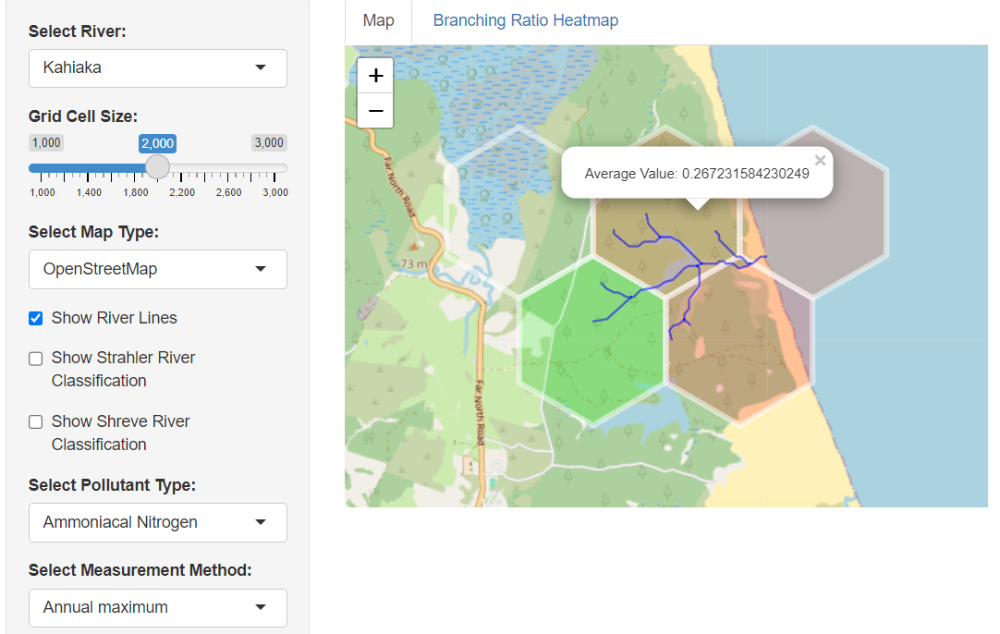 Select River:
Kahiaka
Grid Cell Size:
1,000
2,000
3,000
1,000
1,400
1,800
2,200
2,600
3,000
Select Map Type:
OpenStreetMap
Show River Lines
Show Strahler River
Classification
Show Shreve River
Classification
Select Pollutant Type:
Ammoniacal Nitrogen
Select Measurement Method:
Annual maximum
Map
Branching Ratio Heatmap
+
−
Average Value: 0.267231584230249
×
Far North Road
73 m
Far North Road